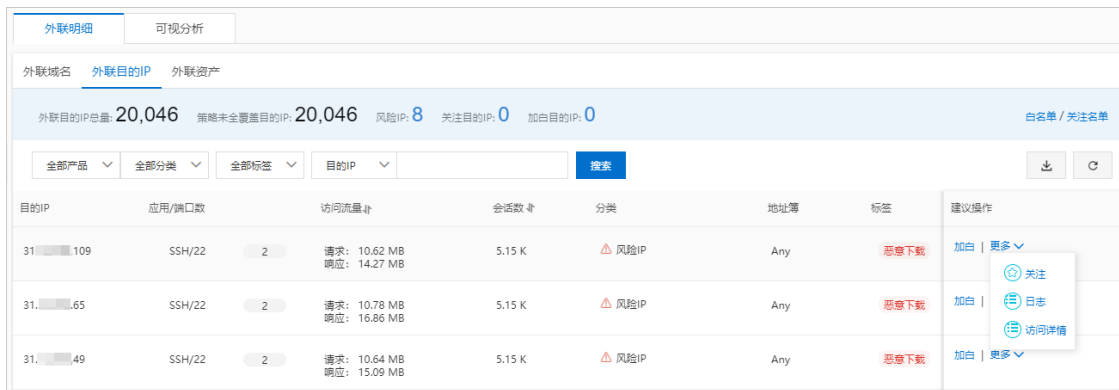 外联明细 可视分析
外联域名 外联目的IP 外联资产
外联目的IP总量: 20,046 策略未全覆盖目的IP: 20,046 风险IP: 8 关注目的IP: 0 加白目的IP: 0 白名单 / 关注名单
全部产品 全部分类 全部标签 目的IP 搜索
目的IP 应用/端口数 访问流量 会话数 分类 地址簿 标签 建议操作
31 .109 SSH/22 2 请求: 10.62 MB 5.15 K 风险IP Any 恶意下载 加白 | 更多
响应: 14.27 MB
关注
31. .65 SSH/22 2 请求: 10.78 MB 5.15 K 风险IP Any 恶意下载 加白 | 日志
响应: 16.86 MB
访问详情
31. .49 SSH/22 2 请求: 10.64 MB 5.15 K 风险IP Any 恶意下载 加白 | 更多
响应: 15.09 MB